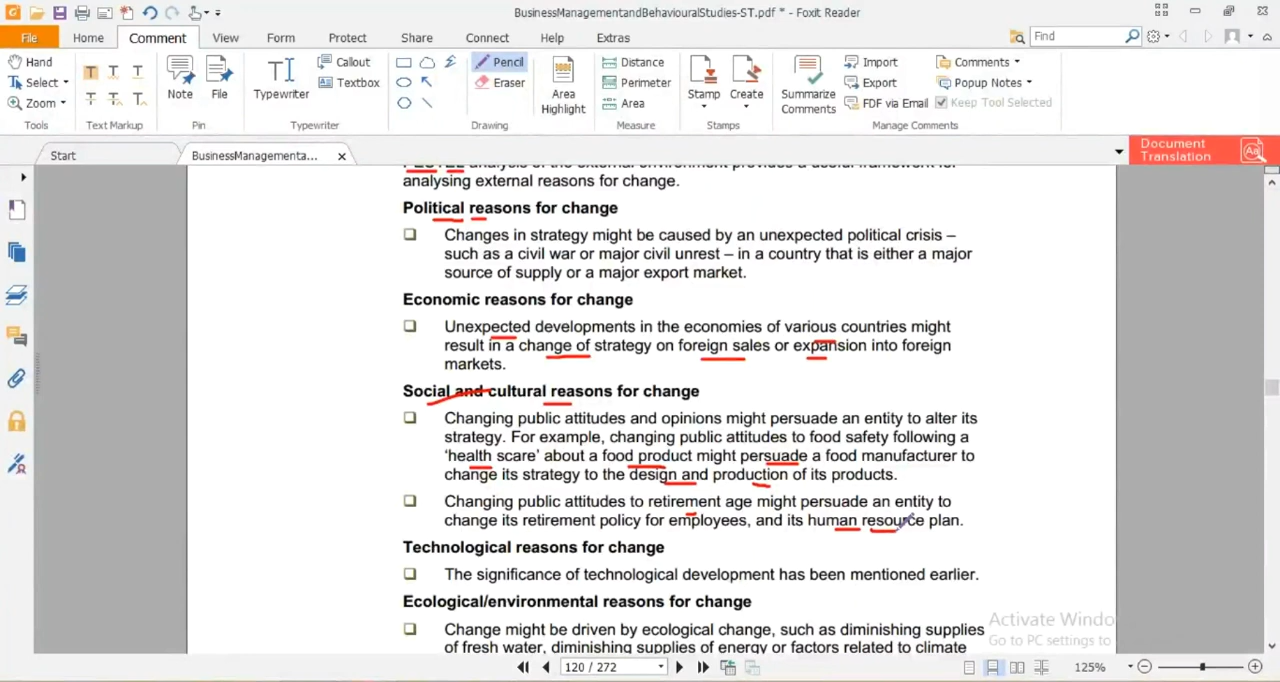 BusinessManagementandBehaviouralStudies-ST.pdf * - Foxit Reader
File Home Comment View Form Protect Share Connect Help Extras Find
Hand
Select
Zoom
Tools
T T T
T T T
Text Markup
Note File
Pin
Typewriter
Callout
Textbox
Typewriter
Pencil
Eraser
Drawing
Area
Highlight
Distance
Perimeter
Area
Measure
Stamp Create
Stamps
Summarize
Comments
Import
Export
FDF via Email
Comments
Popup Notes
Keep Tool Selected
Manage Comments
Start BusinessManagementa...
Document
Translation
Aa
PESTEL analysis of the external environment provides a useful framework for
analysing external reasons for change.
Political reasons for change
Changes in strategy might be caused by an unexpected political crisis –
such as a civil war or major civil unrest – in a country that is either a major
source of supply or a major export market.
Economic reasons for change
Unexpected developments in the economies of various countries might
result in a change of strategy on foreign sales or expansion into foreign
markets.
Social and cultural reasons for change
Changing public attitudes and opinions might persuade an entity to alter its
strategy. For example, changing public attitudes to food safety following a
‘health scare’ about a food product might persuade a food manufacturer to
change its strategy to the design and production of its products.
Changing public attitudes to retirement age might persuade an entity to
change its retirement policy for employees, and its human resource plan.
Technological reasons for change
The significance of technological development has been mentioned earlier.
Ecological/environmental reasons for change
Change might be driven by ecological change, such as diminishing supplies
of fresh water, diminishing supplies of energy or factors related to climate
Activate Windo
Go to PC settings to
120 / 272
125%